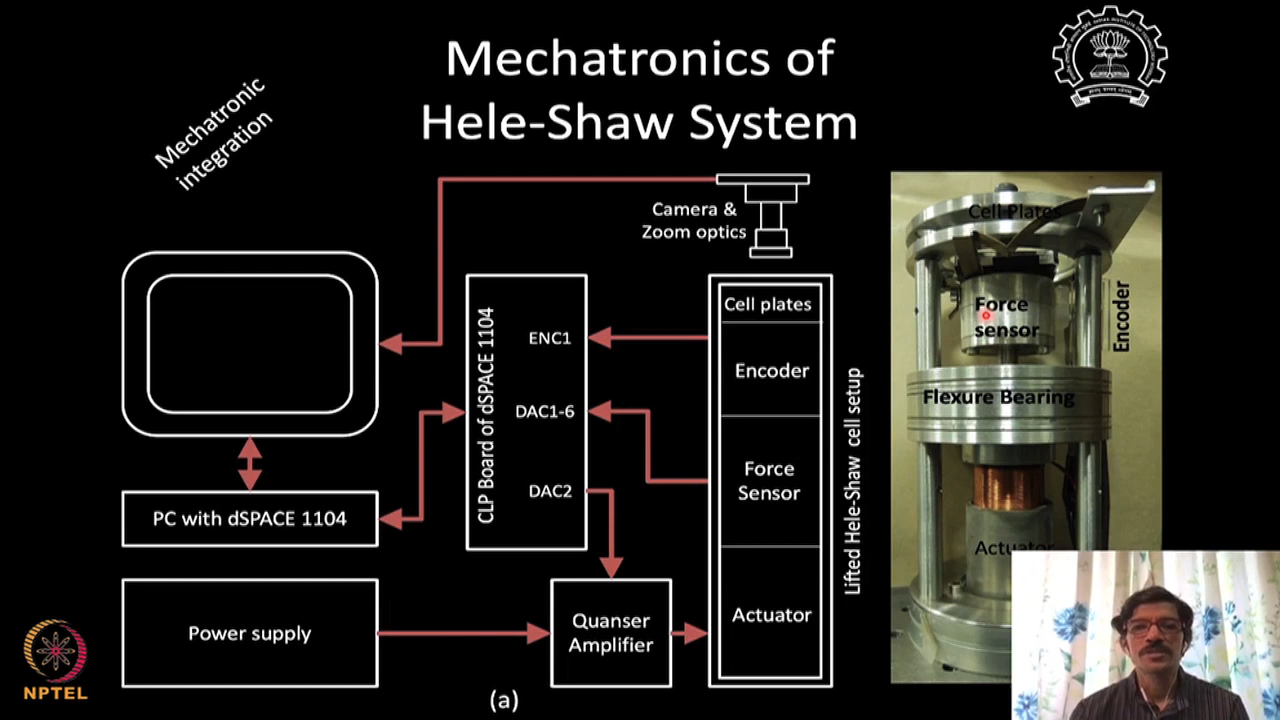 Mechatronics of
Hele-Shaw System
Mechatronic
integration
Camera &
Zoom optics
CLP Board of dSPACE 1104
ENC1
DAC1-6
DAC2
Cell plates
Encoder
Force
Sensor
Actuator
Lifted Hele-Shaw cell setup
PC with dSPACE 1104
Power supply
Quanser
Amplifier
(a)
Cell Plates
Force
sensor
Encoder
Flexure Bearing
Actuator
NPTEL